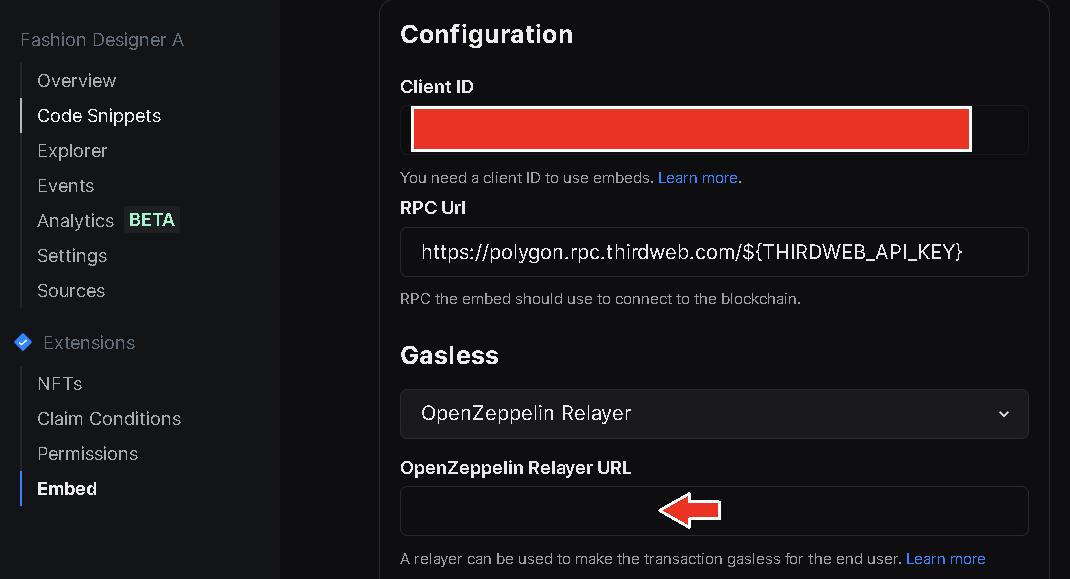 Fashion Designer A
Overview
Code Snippets
Explorer
Events
Analytics BETA
Settings
Sources
Extensions
NFTs
Claim Conditions
Permissions
Embed
Configuration
Client ID
You need a client ID to use embeds. Learn more.
RPC Url
https://polygon.rpc.thirdweb.com/${THIRDWEB_API_KEY}
RPC the embed should use to connect to the blockchain.
Gasless
OpenZeppelin Relayer
OpenZeppelin Relayer URL
A relayer can be used to make the transaction gasless for the end user. Learn more